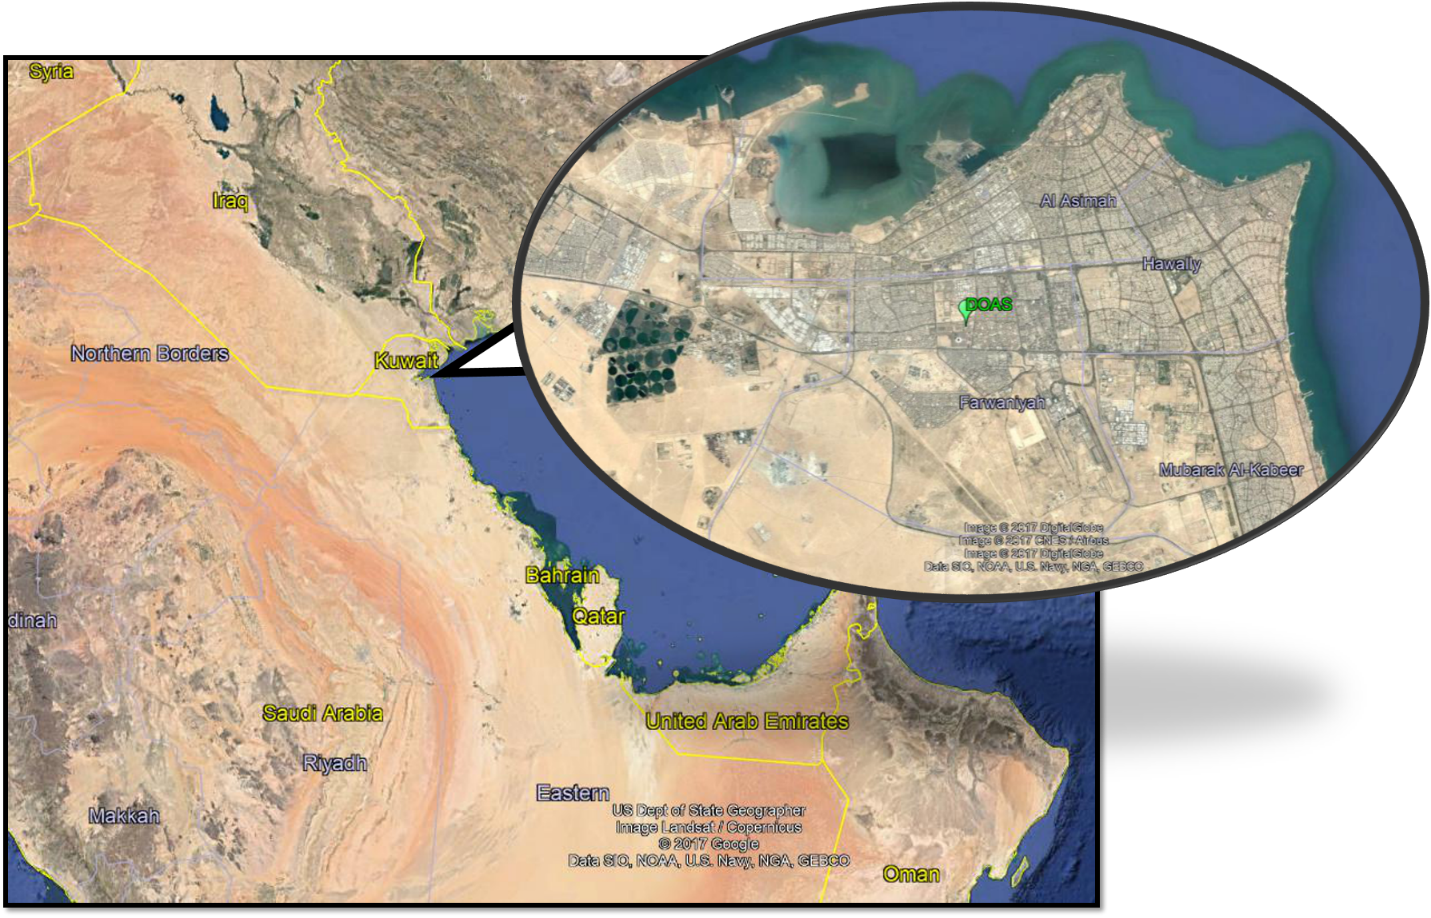 Syria
Iraq
Northern Borders
Kuwait
Bahrain
Qatar
dinah
Saudi Arabia
Riyadh
United Arab Emirates
Makkah
Eastern
US Dept of State Geographer
Image Landsat / Copernicus
© 2017 Google
Data SIO, NOAA, U.S. Navy, NGA, GEBCO
Oman
Al Asimah
Hawally
DOAS
Farwaniyah
Mubarak Al-Kabeer
Image © 2017 DigitalGlobe
Image © 2017 CNES / Airbus
Image © 2017 DigitalGlobe
Data SIO, NOAA, U.S. Navy, NGA, GEBCO